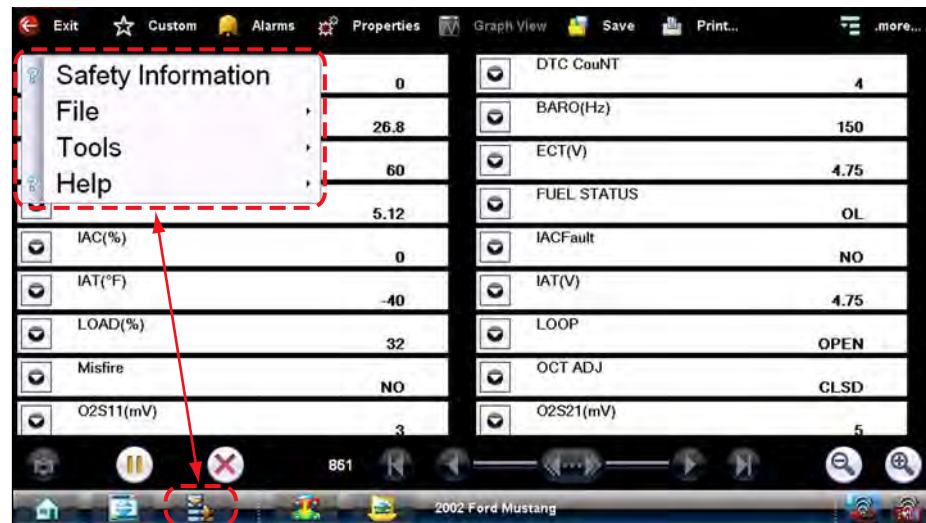 Exit Custom Alarms Properties Graph View Save Print... .more...
Safety Information
File
Tools
Help
0
26.8
60
5.12
IAC(%)
0
IAT(°F)
-40
LOAD(%)
32
Misfire
NO
O2S11(mV)
3
DTC CouNT
4
BARO(Hz)
150
ECT(V)
4.75
FUEL STATUS
OL
IACFault
NO
IAT(V)
4.75
LOOP
OPEN
OCT ADJ
CLSD
O2S21(mV)
5
861
2002 Ford Mustang